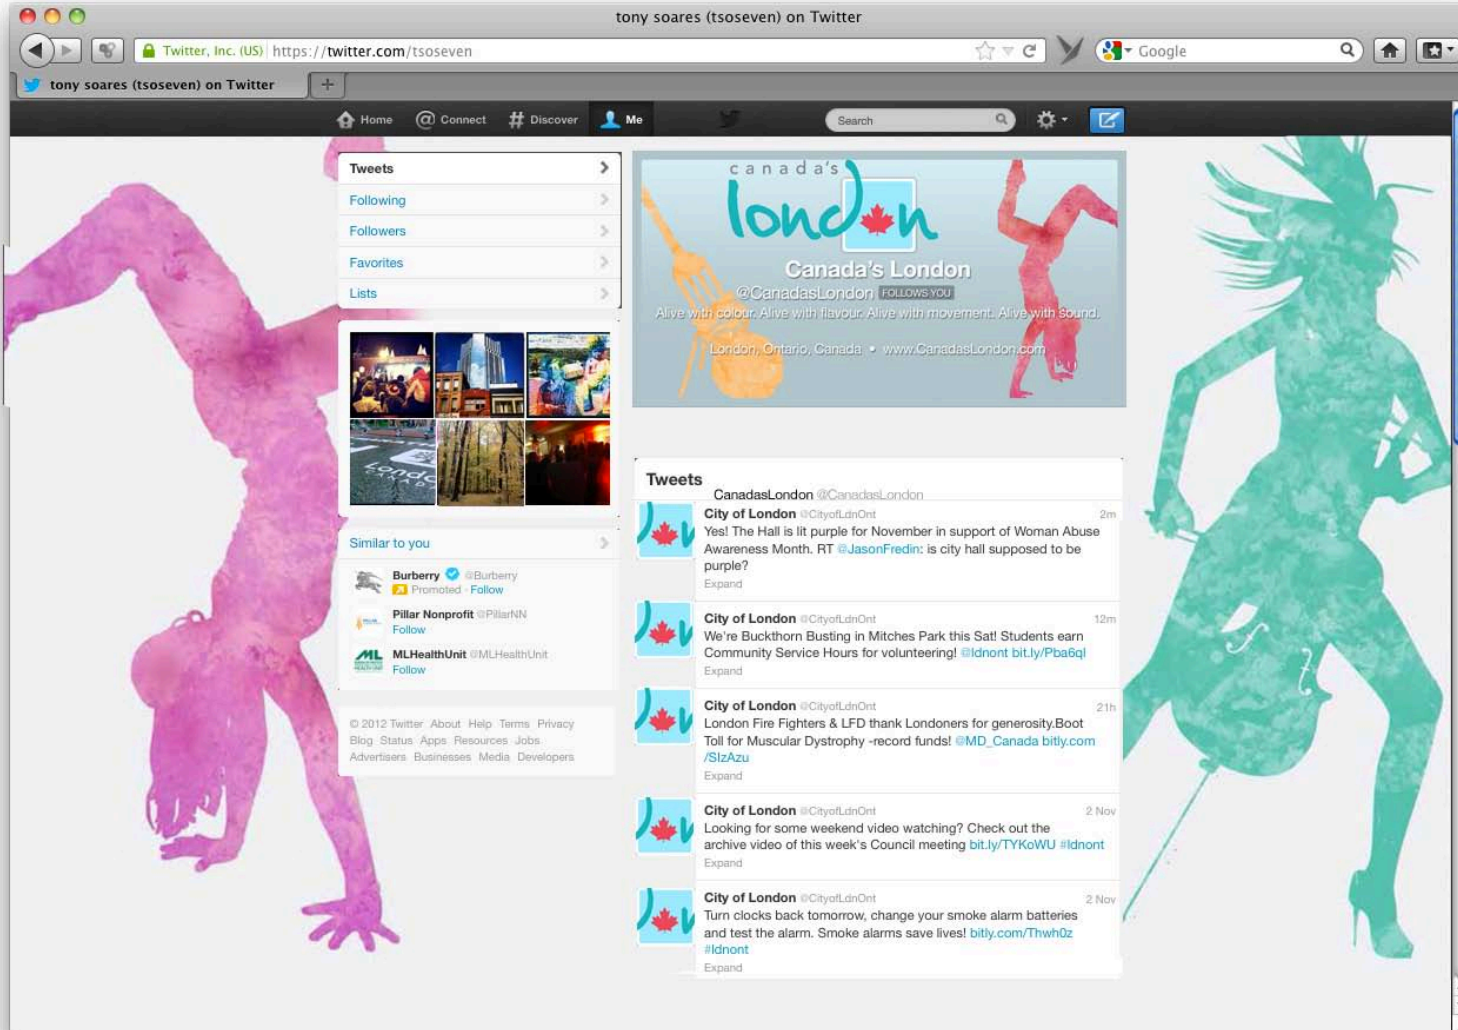 tony soares (tsoseven) on Twitter
Twitter, Inc. (US) https://twitter.com/tsoseven
Google
tony soares (tsoseven) on Twitter
Home
Connect
Discover
Me
Search
Tweets
Following
Followers
Favorites
Lists
canada's
london
Canada's London
@CanadasLondon FOLLOWS YOU
Alive with colour. Alive with flavour. Alive with movement. Alive with sound.
London, Ontario, Canada • www.CanadasLondon.com
London
CANADA
Similar to you
Burberry @Burberry
Promoted · Follow
Pillar Nonprofit @PillarNN
Follow
ML
MLHealthUnit @MLHealthUnit
Follow
© 2012 Twitter About Help Terms Privacy
Blog Status Apps Resources Jobs
Advertisers Businesses Media Developers
Tweets
CanadasLondon @CanadasLondon
City of London @CityofLdnOnt 2m
Yes! The Hall is lit purple for November in support of Woman Abuse
Awareness Month. RT @JasonFredin: is city hall supposed to be
purple?
Expand
City of London @CityofLdnOnt 12m
We're Buckthorn Busting in Mitches Park this Sat! Students earn
Community Service Hours for volunteering! @ldnont bit.ly/Pba6ql
Expand
City of London @CityofLdnOnt 21h
London Fire Fighters & LFD thank Londoners for generosity.Boot
Toll for Muscular Dystrophy -record funds! @MD_Canada bitly.com
/SIzAzu
Expand
City of London @CityofLdnOnt 2 Nov
Looking for some weekend video watching? Check out the
archive video of this week's Council meeting bit.ly/TYKoWU #ldnont
Expand
City of London @CityofLdnOnt 2 Nov
Turn clocks back tomorrow, change your smoke alarm batteries
and test the alarm. Smoke alarms save lives! bitly.com/Thwh0z
#ldnont
Expand